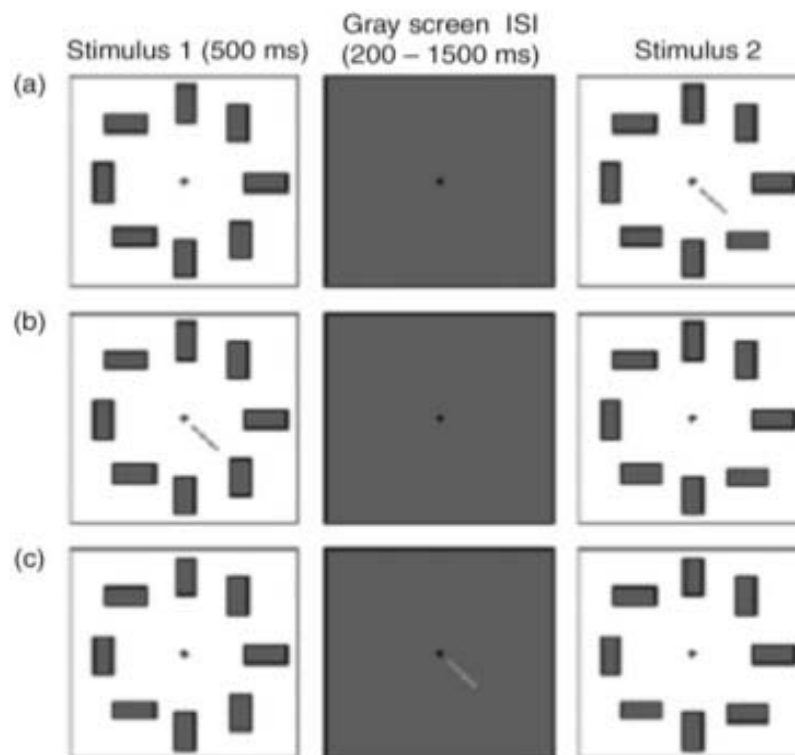 Stimulus 1 (500 ms)
Gray screen ISI
(200 – 1500 ms)
Stimulus 2
(a)
(b)
(c)